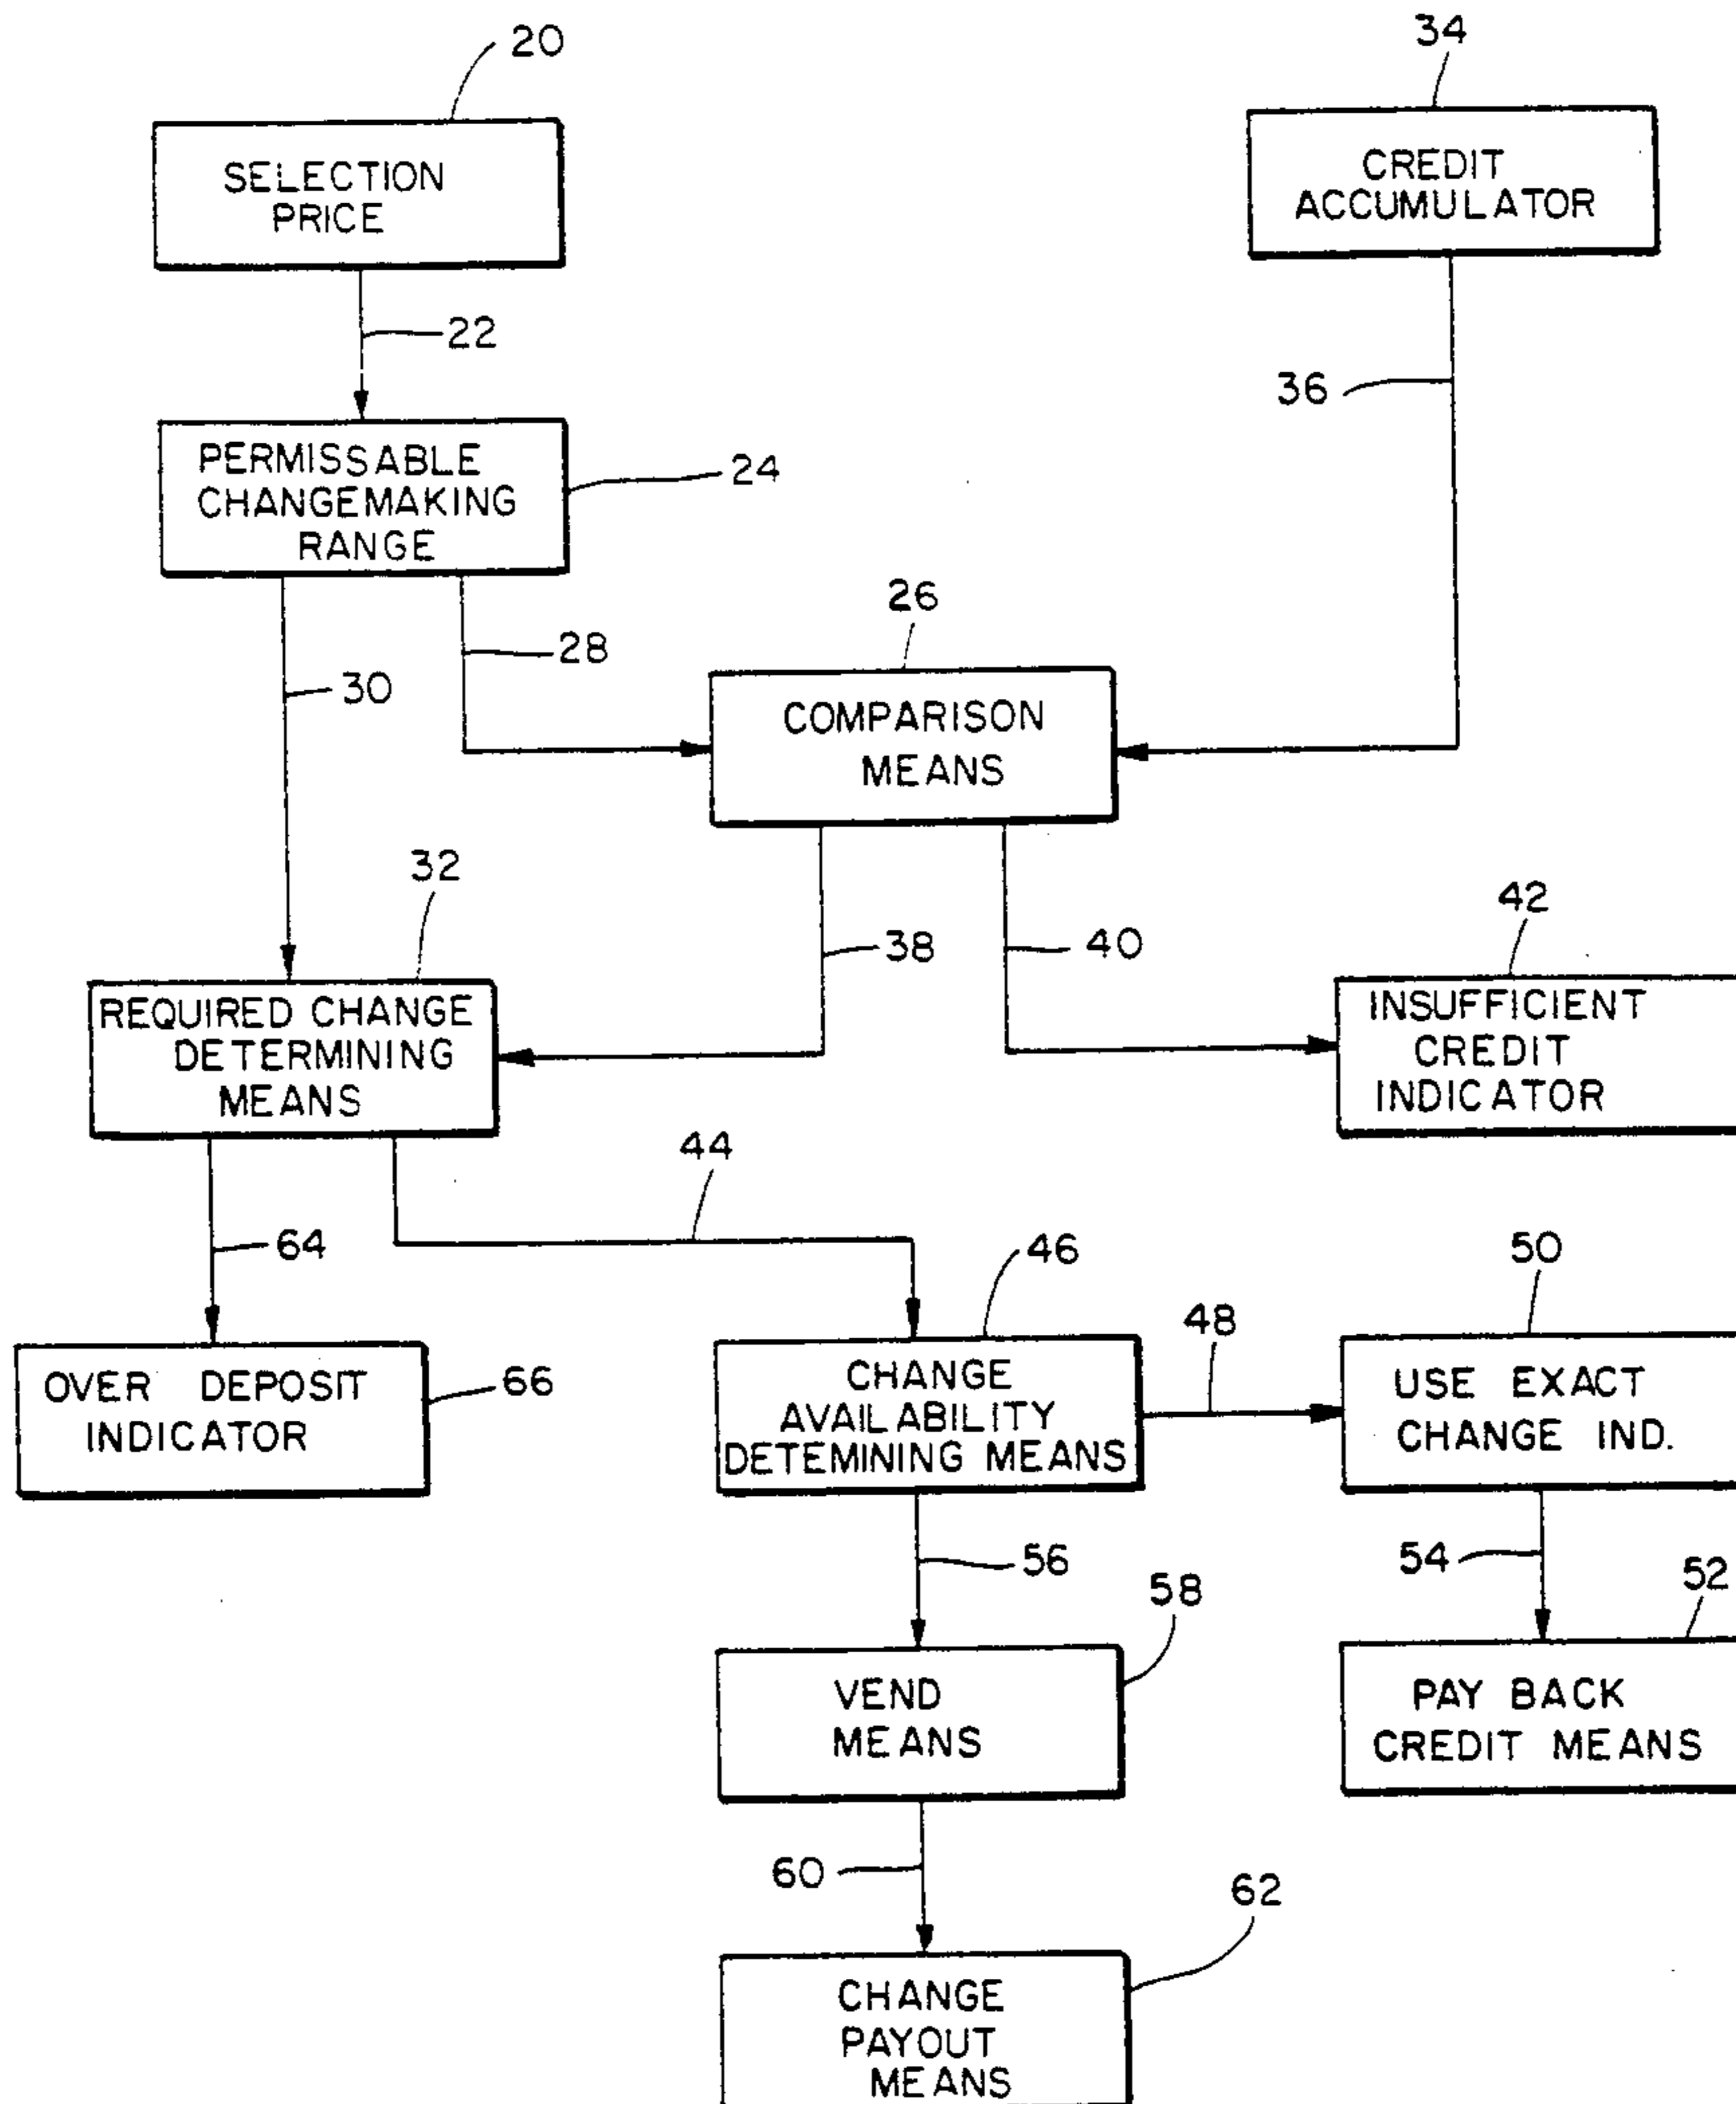 20
34
SELECTION
PRICE
CREDIT
ACCUMULATOR
22
36
PERMISSABLE
CHANGEMAKING
RANGE
24
26
28
30
COMPARISON
MEANS
32
38
40
42
REQUIRED CHANGE
DETERMINING
MEANS
INSUFFICIENT
CREDIT
INDICATOR
44
64
46
48
50
OVER DEPOSIT
INDICATOR
66
CHANGE
AVAILABILITY
DETEMINING MEANS
USE EXACT
CHANGE IND.
56
54
58
52
VEND
MEANS
PAY BACK
CREDIT MEANS
60
62
CHANGE
PAYOUT
MEANS